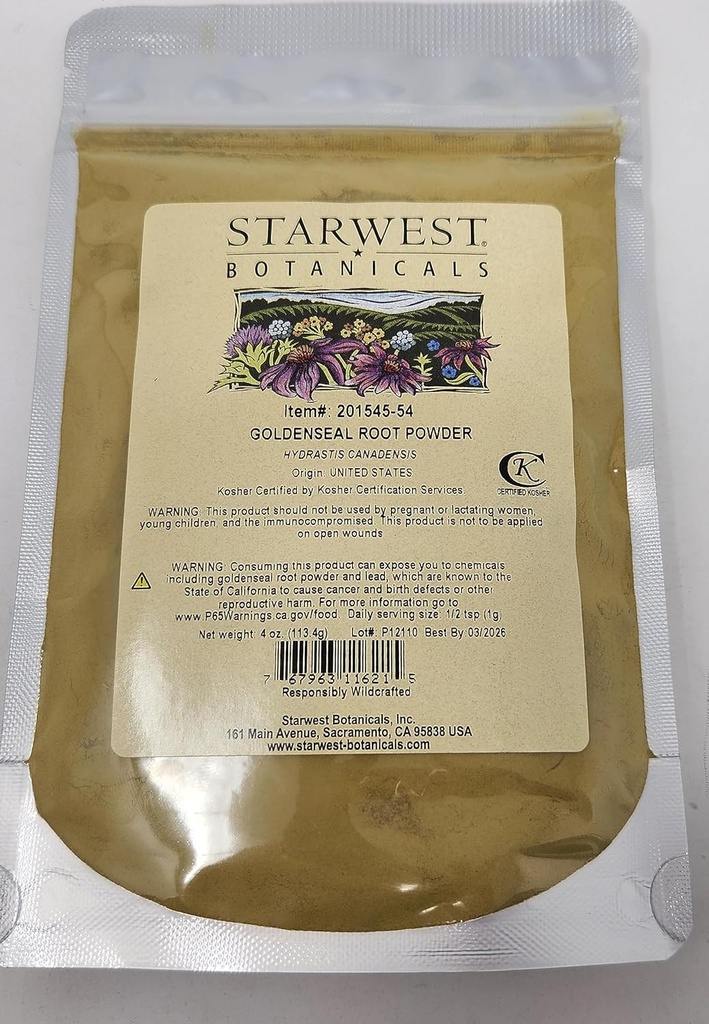 STARWEST®
BOTANICALS
Item#: 201545-54
GOLDENSEAL ROOT POWDER
HYDRASTIS CANADENSIS
Origin: UNITED STATES
Kosher Certified by Kosher Certification Services.
CK
CERTIFIED KOSHER
WARNING: This product should not be used by pregnant or lactating women,
young children, and the immunocompromised. This product is not to be applied
on open wounds
WARNING: Consuming this product can expose you to chemicals
including goldenseal root powder and lead, which are known to the
State of California to cause cancer and birth defects or other
reproductive harm. For more information go to
www.P65Warnings.ca.gov/food. Daily serving size: 1/2 tsp (1g)
Net weight: 4 oz. (113.4g) Lot#: P12110 Best By 03/2026
7 67963 11621 5
Responsibly Wildcrafted
Starwest Botanicals, Inc.
161 Main Avenue, Sacramento, CA 95838 USA
www.starwest-botanicals.com